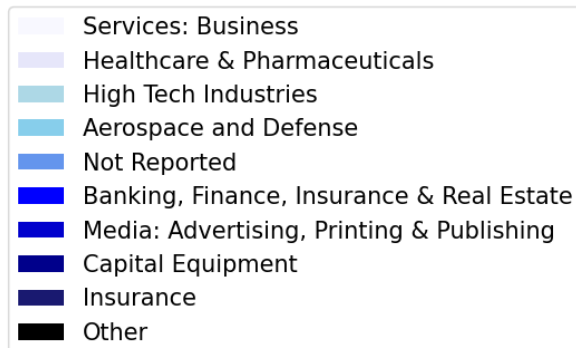 Services: Business
Healthcare & Pharmaceuticals
High Tech Industries
Aerospace and Defense
Not Reported
Banking, Finance, Insurance & Real Estate
Media: Advertising, Printing & Publishing
Capital Equipment
Insurance
Other